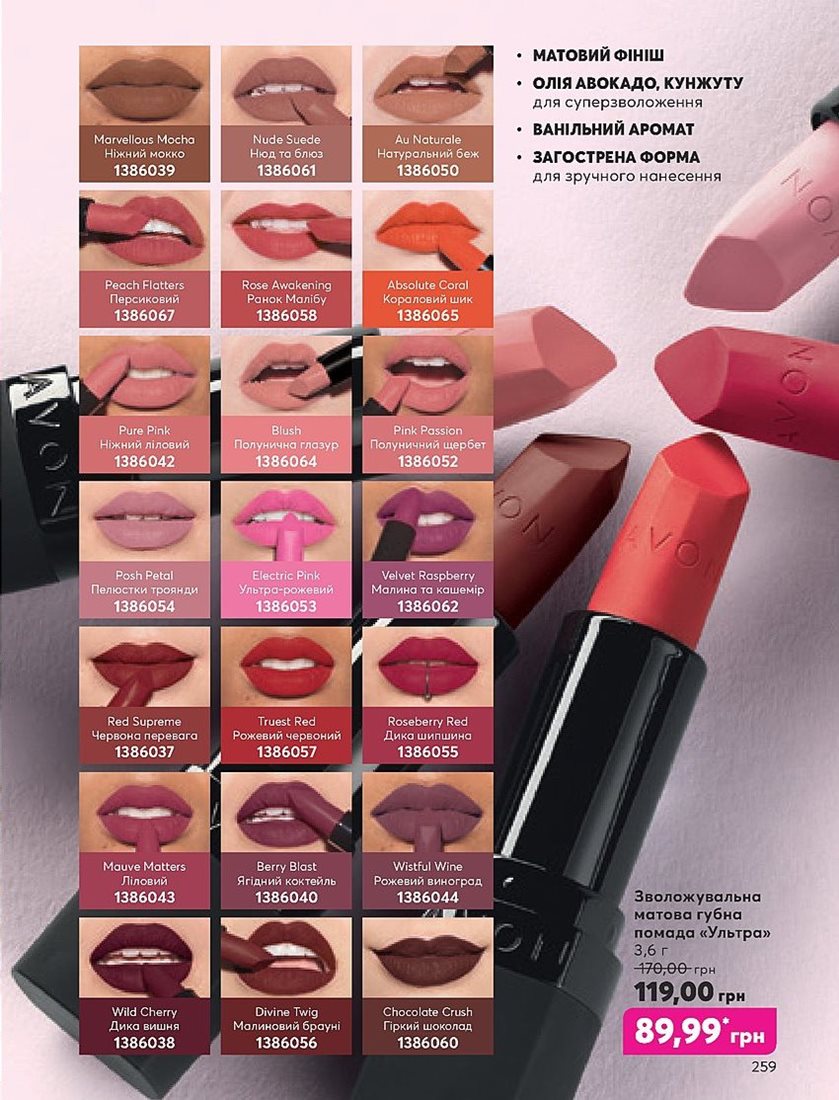 Marvellous Mocha
Ніжний мокко
1386039
Nude Suede
Нюд та блюз
1386061
Au Naturale
Натуральний беж
1386050
Peach Flatters
Персиковий
1386067
Rose Awakening
Ранок Малібу
1386058
Absolute Coral
Кораловий шик
1386065
Pure Pink
Ніжний ліловий
1386042
Blush
Полунична глазур
1386064
Pink Passion
Полуничний щербет
1386052
Posh Petal
Пелюстки троянди
1386054
Electric Pink
Ультра-рожевий
1386053
Velvet Raspberry
Малина та кашемір
1386062
Red Supreme
Червона перевага
1386037
Truest Red
Рожевий червоний
1386057
Roseberry Red
Дика шипшина
1386055
Mauve Matters
Ліловий
1386043
Berry Blast
Ягідний коктейль
1386040
Wistful Wine
Рожевий виноград
1386044
Wild Cherry
Дика вишня
1386038
Divine Twig
Малиновий брауні
1386056
Chocolate Crush
Гіркий шоколад
1386060
• МАТОВИЙ ФІНІШ
• ОЛІЯ АВОКАДО, КУНЖУТУ
для суперзволоження
• ВАНІЛЬНИЙ АРОМАТ
• ЗАГОСТРЕНА ФОРМА
для зручного нанесення
AVON
AVON
AVON
Зволожувальна
матова губна
помада «Ультра»
3,6 г
170,00 грн
119,00 грн
89,99* грн
259